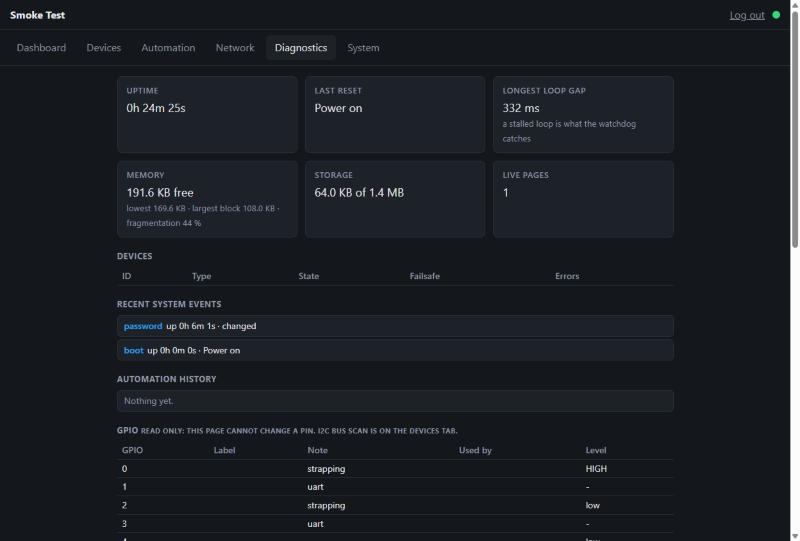 Smoke Test
Log out
Dashboard Devices Automation Network Diagnostics System
UPTIME
0h 24m 25s
LAST RESET
Power on
LONGEST LOOP GAP
332 ms
a stalled loop is what the watchdog
catches
MEMORY
191.6 KB free
lowest 169.6 KB · largest block 108.0 KB ·
fragmentation 44 %
STORAGE
64.0 KB of 1.4 MB
LIVE PAGES
1
DEVICES
ID Type State Failsafe Errors
RECENT SYSTEM EVENTS
password up 0h 6m 1s · changed
boot up 0h 0m 0s · Power on
AUTOMATION HISTORY
Nothing yet.
GPIO READ ONLY: THIS PAGE CANNOT CHANGE A PIN. I2C BUS SCAN IS ON THE DEVICES TAB.
GPIO Label Note Used by Level
0 strapping HIGH
1 uart -
2 strapping low
3 uart -